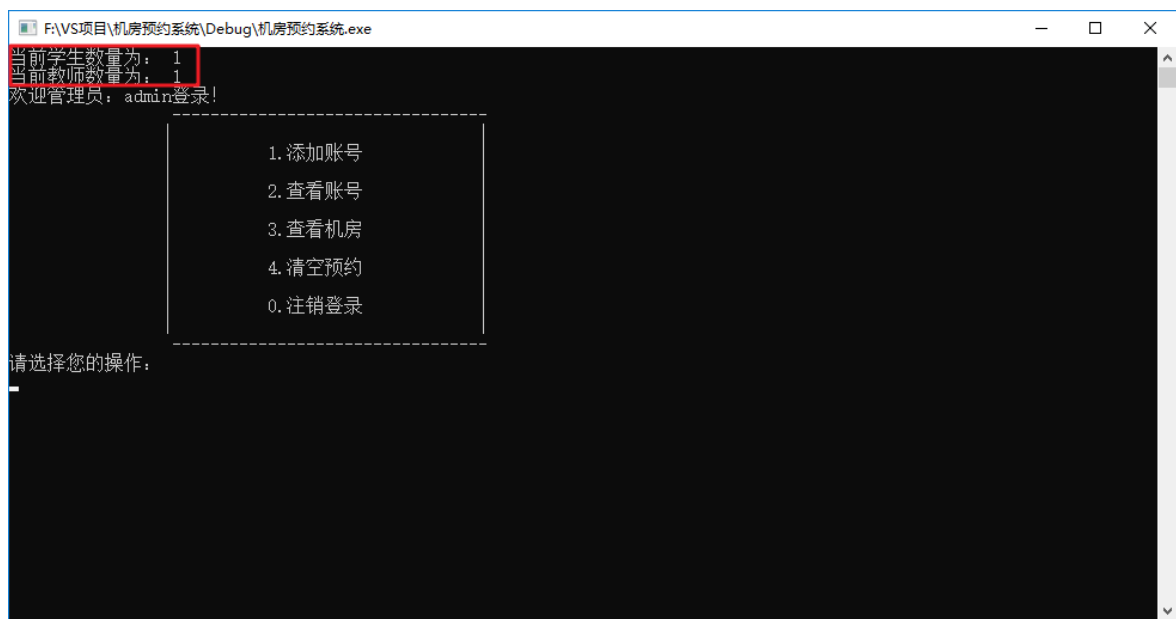 F:\VS项目\机房预约系统\Debug\机房预约系统.exe
当前学生数量为： 1
当前教师数量为： 1
欢迎管理员：admin登录!
1.添加账号
2.查看账号
3.查看机房
4.清空预约
0.注销登录
请选择您的操作：